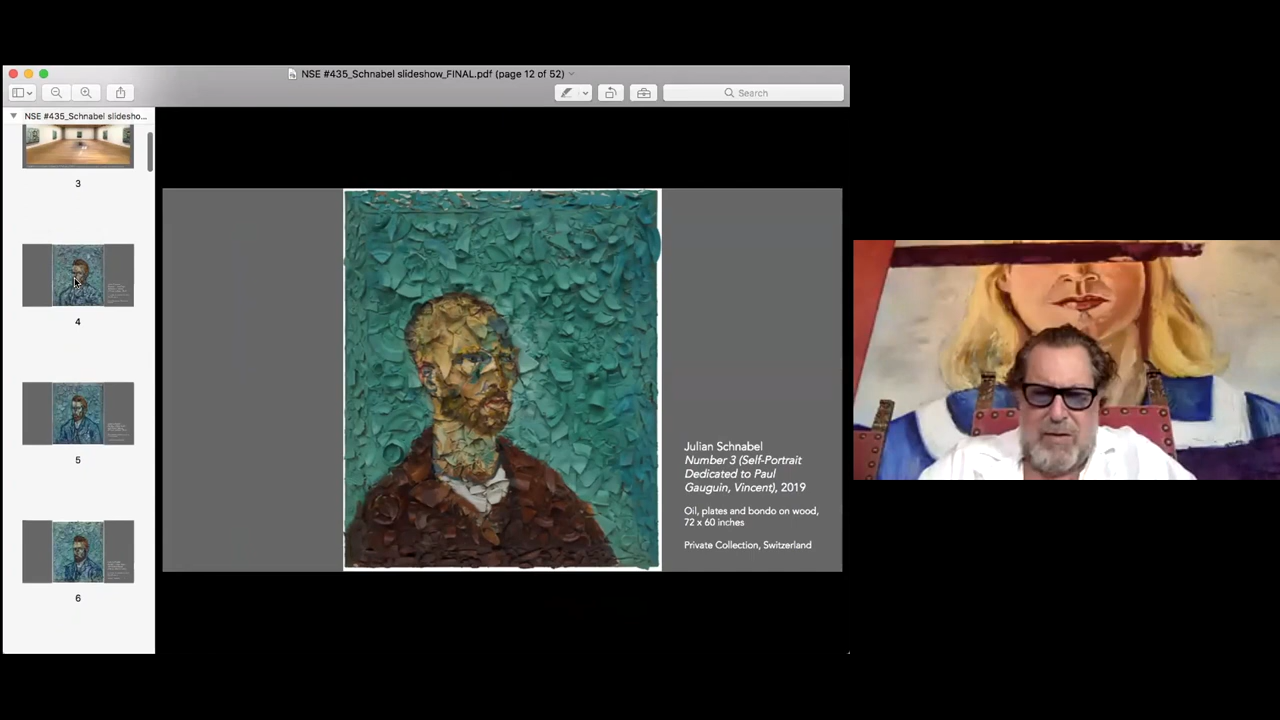 NSE #435_Schnabel slideshow_FINAL.pdf (page 12 of 52)
Search
NSE #435_Schnabel slidesho...
3
4
5
6
Julian Schnabel
Number 3 (Self-Portrait
Dedicated to Paul
Gauguin, Vincent), 2019
Oil, plates and bondo on wood,
72 x 60 inches
Private Collection, Switzerland